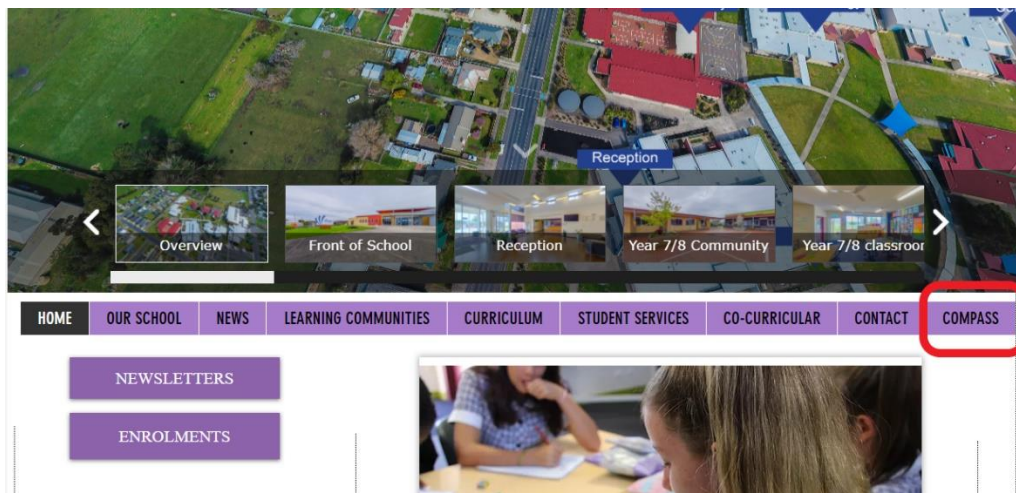 Reception
Overview
Front of School
Reception
Year 7/8 Community
Year 7/8 classroor
HOME OUR SCHOOL NEWS LEARNING COMMUNITIES CURRICULUM STUDENT SERVICES CO-CURRICULAR CONTACT COMPASS
NEWSLETTERS
ENROLMENTS